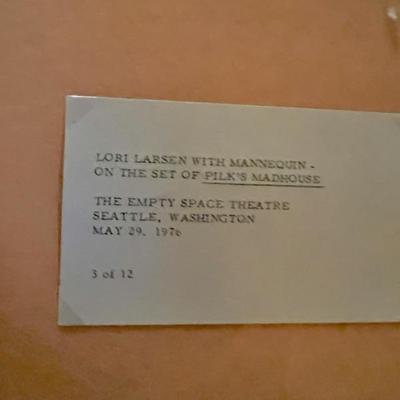 LORI LARSEN WITH MANNEQUIN -
ON THE SET OF PILK'S MADHOUSE
THE EMPTY SPACE THEATRE
SEATTLE, WASHINGTON
MAY 29, 1976
3 of 12